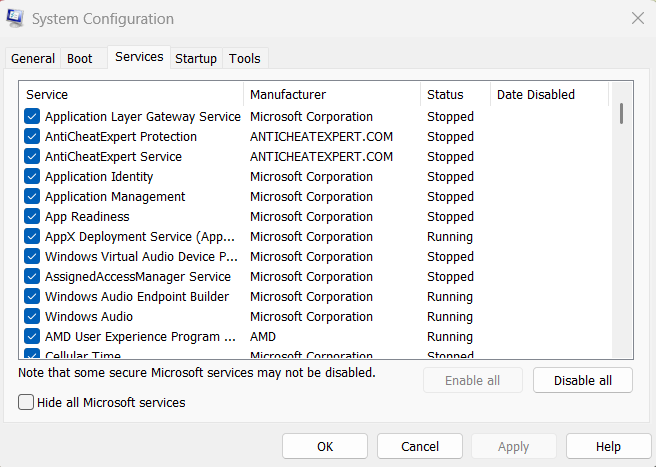 System Configuration
General Boot Services Startup Tools
Service Manufacturer Status Date Disabled
Application Layer Gateway Service Microsoft Corporation Stopped
AntiCheatExpert Protection ANTICHEATEXPERT.COM Stopped
AntiCheatExpert Service ANTICHEATEXPERT.COM Stopped
Application Identity Microsoft Corporation Stopped
Application Management Microsoft Corporation Stopped
App Readiness Microsoft Corporation Stopped
AppX Deployment Service (App... Microsoft Corporation Running
Windows Virtual Audio Device P... Microsoft Corporation Stopped
AssignedAccessManager Service Microsoft Corporation Stopped
Windows Audio Endpoint Builder Microsoft Corporation Running
Windows Audio Microsoft Corporation Running
AMD User Experience Program ... AMD Running
Cellular Time Microsoft Corporation Stopped
Note that some secure Microsoft services may not be disabled.
Enable all Disable all
Hide all Microsoft services
OK Cancel Apply Help